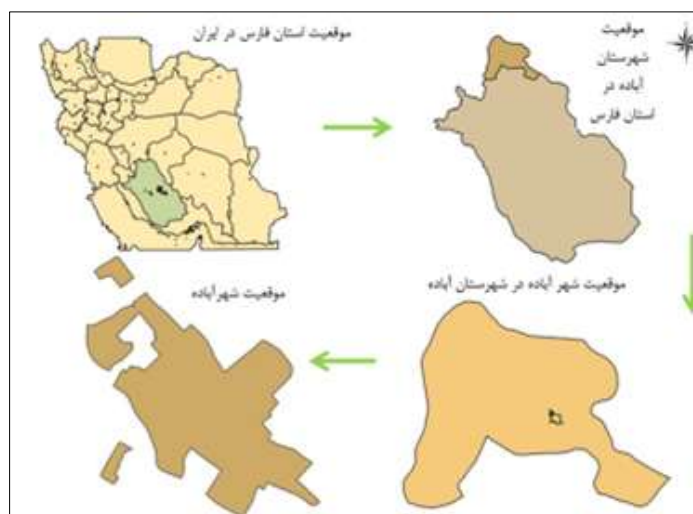 موقعیت استان فارس در ایران
موقعیت
شهرستان
آباده در
استان فارس
موقعیت شهر آباده در شهرستان آباده
موقعیت شهرآباده